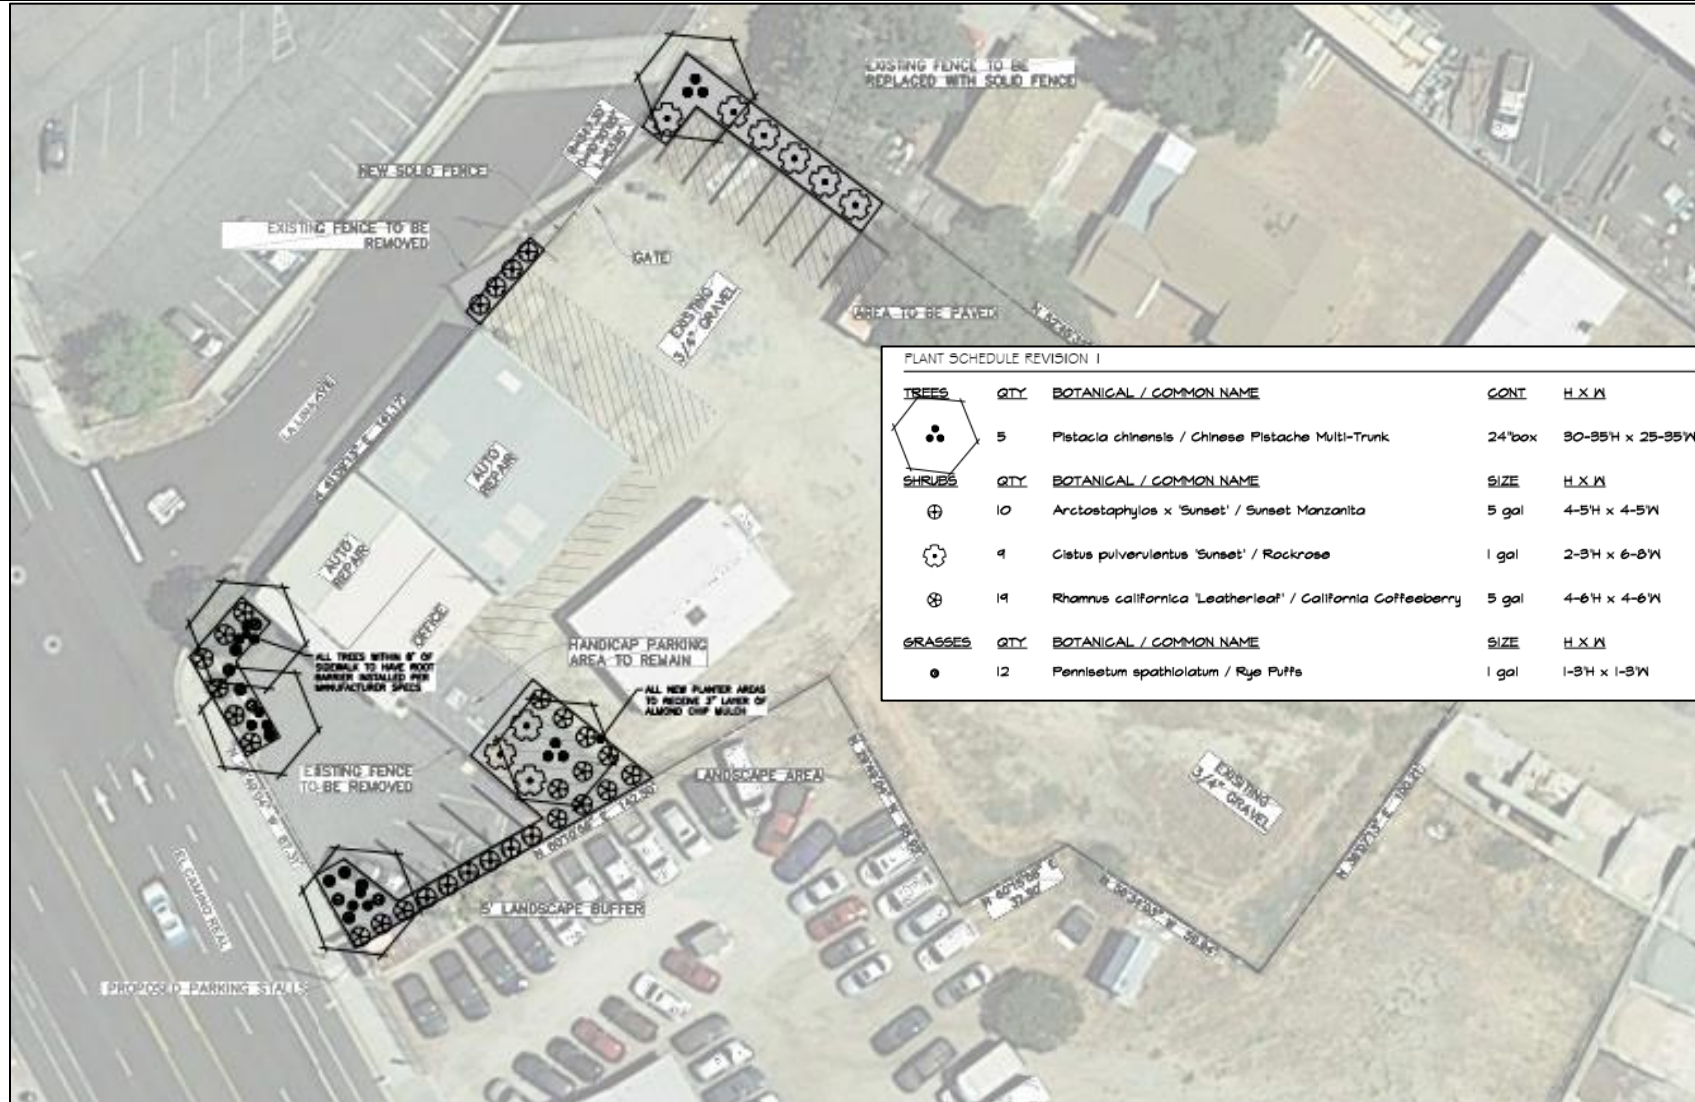 EXISTING FENCE TO BE
REPLACED WITH SOLID FENCE
NEW SOLID FENCE
EXISTING FENCE TO BE
REMOVED
GATE
EXISTING
3/4" GRAVEL
AREA TO BE PAVED
PLANT SCHEDULE REVISION 1
TREES QTY BOTANICAL / COMMON NAME CONT H X W
5 Pistacia chinensis / Chinese Pistache Multi-Trunk 24"box 30-35'H x 25-35'W
SHRUBS QTY BOTANICAL / COMMON NAME SIZE H X W
10 Arctostaphylos x 'Sunset' / Sunset Manzanita 5 gal 4-5'H x 4-5'W
9 Cistus pulverulentus 'Sunset' / Rockrose 1 gal 2-3'H x 6-8'W
19 Rhamnus californica 'Leatherleaf' / California Coffeeberry 5 gal 4-6'H x 4-6'W
GRASSES QTY BOTANICAL / COMMON NAME SIZE H X W
12 Pennisetum spathiolatum / Rye Puffs 1 gal 1-3'H x 1-3'W
AUTO
REPAIR
AUTO
REPAIR
OFFICE
HANDICAP PARKING
AREA TO REMAIN
ALL TREES WITHIN 8' OF
SIDEWALK TO HAVE ROOT
BARRIER INSTALLED PER
MANUFACTURER SPECS
ALL NEW PLANTER AREAS
TO RECEIVE 3" LAYER OF
ALMOND CHIP MULCH
EXISTING FENCE
TO BE REMOVED
LANDSCAPE AREA
EXISTING
3/4" GRAVEL
5' LANDSCAPE BUFFER
EL CAMINO REAL
PROPOSED PARKING STALLS